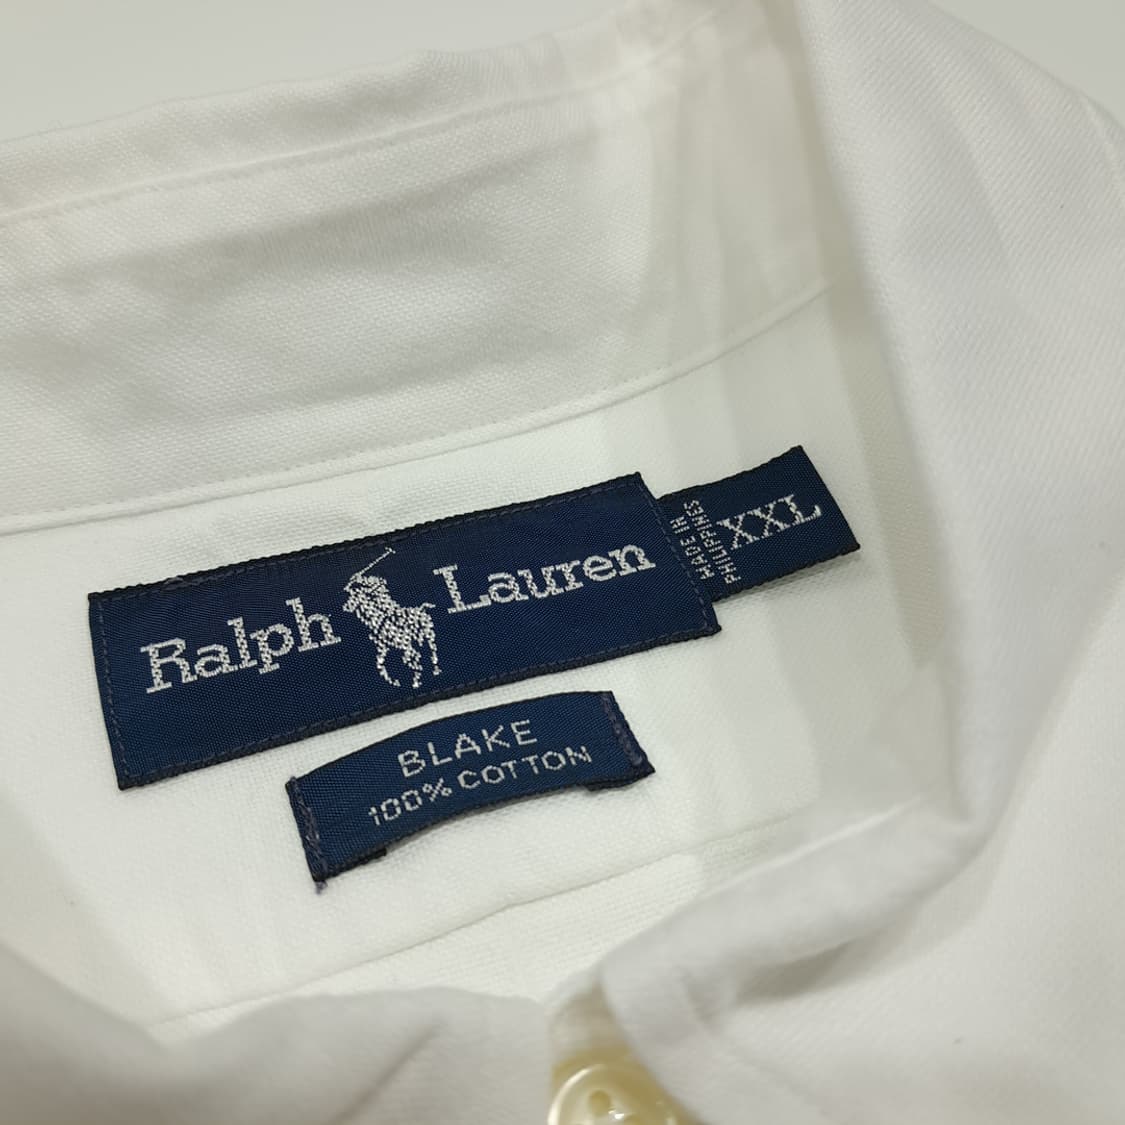 Ralph Lauren
MADE IN
PHILIPPINES
XXL
BLAKE
100% COTTON